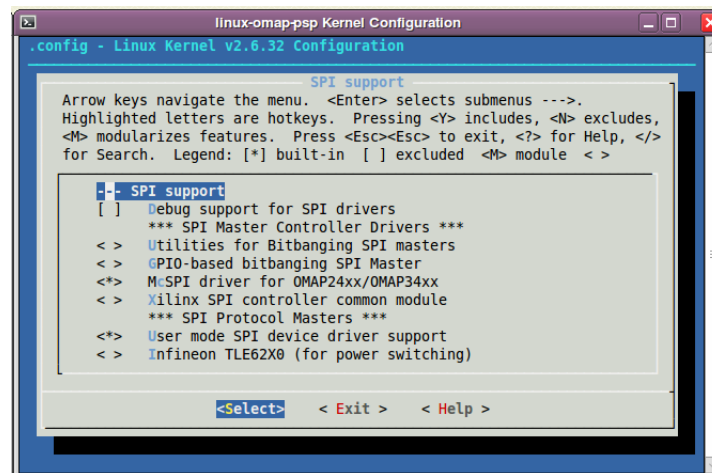 linux-omap-psp Kernel Configuration
.config - Linux Kernel v2.6.32 Configuration
SPI support
Arrow keys navigate the menu.  <Enter> selects submenus --->.
Highlighted letters are hotkeys.  Pressing <Y> includes, <N> excludes,
<M> modularizes features.  Press <Esc><Esc> to exit, <?> for Help, </>
for Search.  Legend: [*] built-in  [ ] excluded  <M> module  < >
--- SPI support
[ ]   Debug support for SPI drivers
*** SPI Master Controller Drivers ***
< >   Utilities for Bitbanging SPI masters
< >   GPIO-based bitbanging SPI Master
<*>   McSPI driver for OMAP24xx/OMAP34xx
< >   Xilinx SPI controller common module
*** SPI Protocol Masters ***
<*>   User mode SPI device driver support
< >   Infineon TLE62X0 (for power switching)
<Select>    < Exit >    < Help >